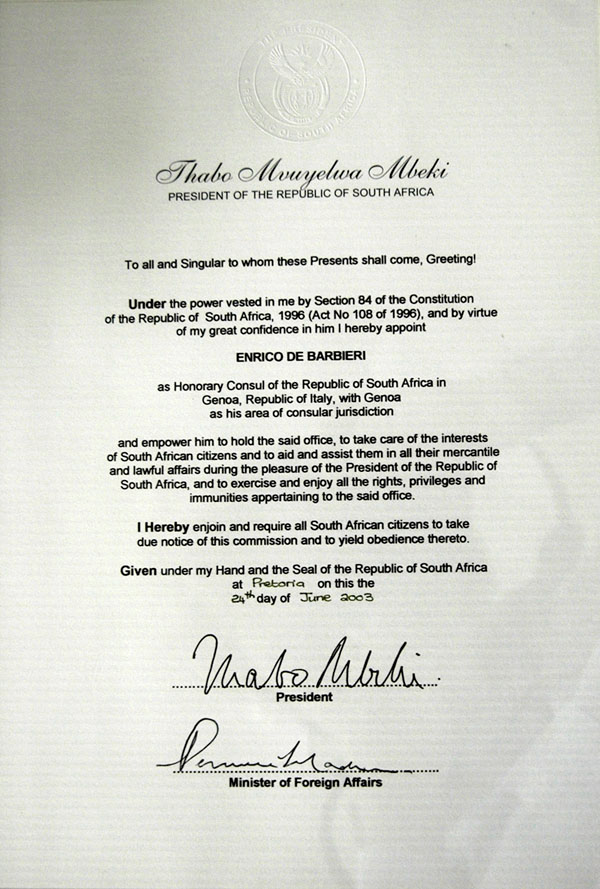 Thabo Mvuyelwa Mbeki
PRESIDENT OF THE REPUBLIC OF SOUTH AFRICA
To all and Singular to whom these Presents shall come, Greeting!
Under the power vested in me by Section 84 of the Constitution
of the Republic of South Africa, 1996 (Act No 108 of 1996), and by virtue
of my great confidence in him I hereby appoint
ENRICO DE BARBIERI
as Honorary Consul of the Republic of South Africa in
Genoa, Republic of Italy, with Genoa
as his area of consular jurisdiction
and empower him to hold the said office, to take care of the interests
of South African citizens and to aid and assist them in all their mercantile
and lawful affairs during the pleasure of the President of the Republic of
South Africa, and to exercise and enjoy all the rights, privileges and
immunities appertaining to the said office.
I Hereby enjoin and require all South African citizens to take
due notice of this commission and to yield obedience thereto.
Given under my Hand and the Seal of the Republic of South Africa
at Pretoria on this the
24th day of June 2003
Thabo Mbeki
President
Minister of Foreign Affairs